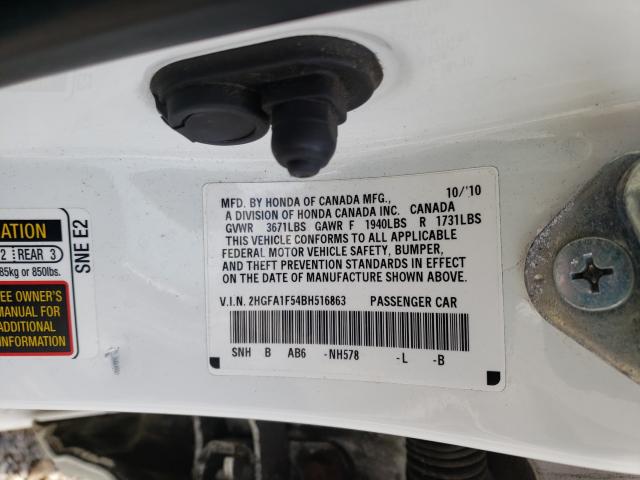 ATION
2 REAR 3
85kg or 850lbs.
EE OWNER'S
MANUAL FOR
ADDITIONAL
INFORMATION
SNE E2
MFD. BY HONDA OF CANADA MFG., 10/'10
A DIVISION OF HONDA CANADA INC. CANADA
GVWR 3671LBS GAWR F 1940LBS R 1731LBS
THIS VEHICLE CONFORMS TO ALL APPLICABLE
FEDERAL MOTOR VEHICLE SAFETY, BUMPER,
AND THEFT PREVENTION STANDARDS IN EFFECT
ON THE DATE OF MANUFACTURE SHOWN ABOVE.
V.I.N. 2HGFA1F54BH516863 PASSENGER CAR
SNH B AB6 -NH578 -L -B